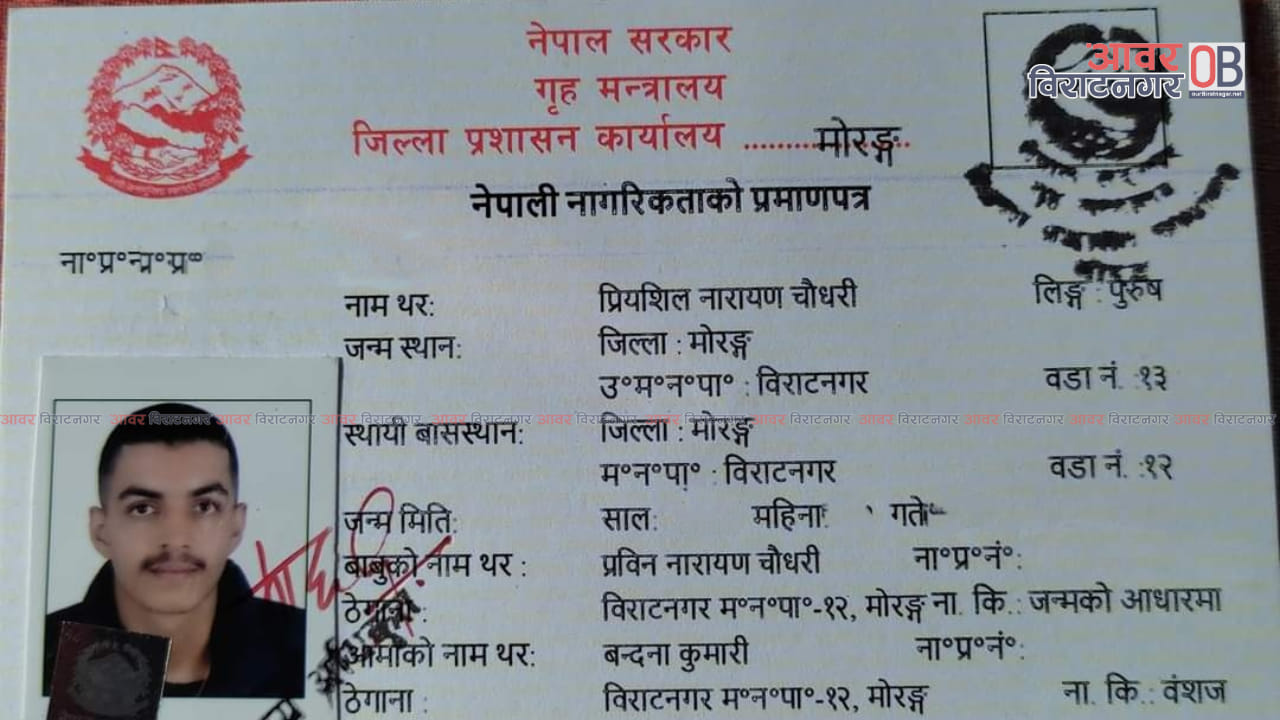 नेपाल सरकार
गृह मन्त्रालय
जिल्ला प्रशासन कार्यालय .......... मोरङ्ग
आवर
विराटनगर OB
ourbiratnagar.net
नेपाली नागरिकताको प्रमाणपत्र
नाम थर: प्रियशिल नारायण चौधरी लिङ्ग : पुरुष
जन्म स्थान: जिल्ला : मोरङ्ग
उ॰म॰न॰पा॰ : विराटनगर वडा नं. :१३
आवर विराटनगर आवर विराटनगर आवर विराटनगर आवर विराटनगर आवर विराटनगर आवर विराटनगर आवर विराटनगर आवर विराटनगर आवर विराटनगर आवर विराटनगर आवर विराटनगर आवर विराटनगर
स्थायी बासस्थान: जिल्ला : मोरङ्ग
म॰न॰पा॰ : विराटनगर वडा नं. :१२
जन्म मिति: साल: महिना: गते
बाबुको नाम थर : प्रविन नारायण चौधरी ना॰प्र॰नं॰:
ठेगाना : विराटनगर म॰न॰पा॰-१२, मोरङ्ग ना. कि.: जन्मको आधारमा
आमाको नाम थर: बन्दना कुमारी ना॰प्र॰नं॰:
ठेगाना : विराटनगर म॰न॰पा॰-१२, मोरङ्ग ना. कि.: वंशज